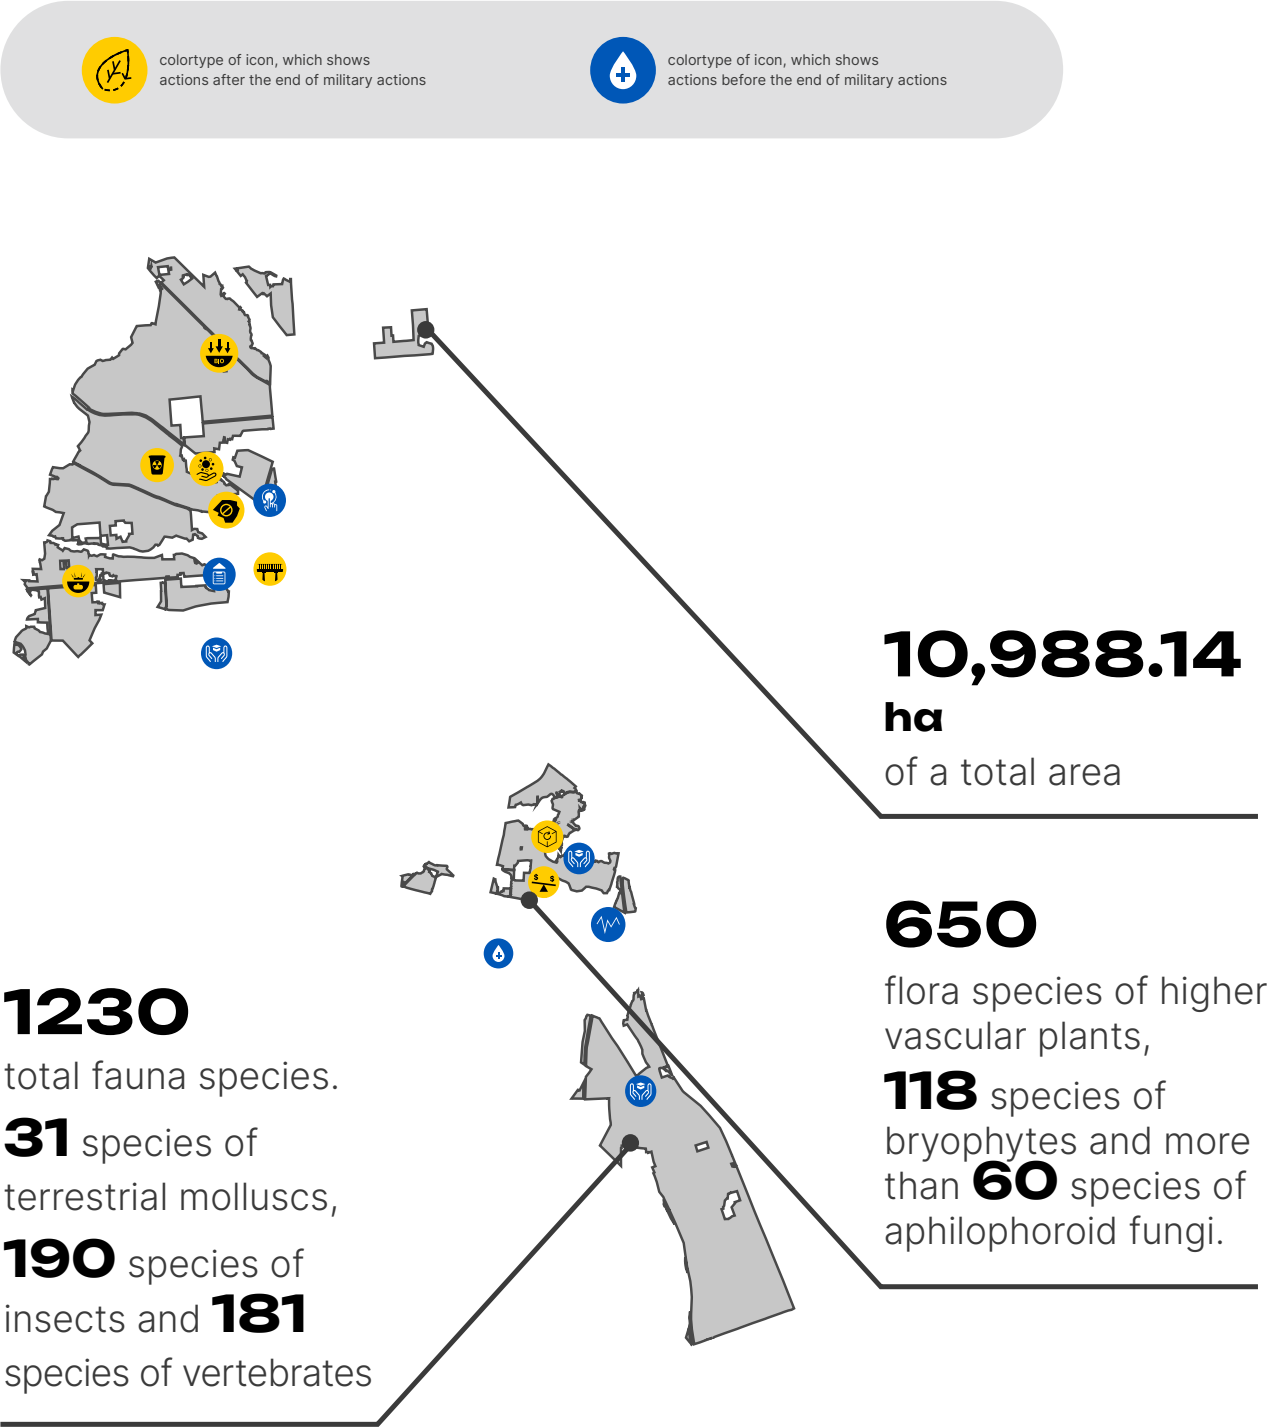 colortype of icon, which shows
actions after the end of military actions
colortype of icon, which shows
actions before the end of military actions
BIO
$ $
10,988.14
ha
of a total area
650
flora species of higher
vascular plants,
118 species of
bryophytes and more
than 60 species of
aphilophoroid fungi.
1230
total fauna species.
31 species of
terrestrial molluscs,
190 species of
insects and 181
species of vertebrates